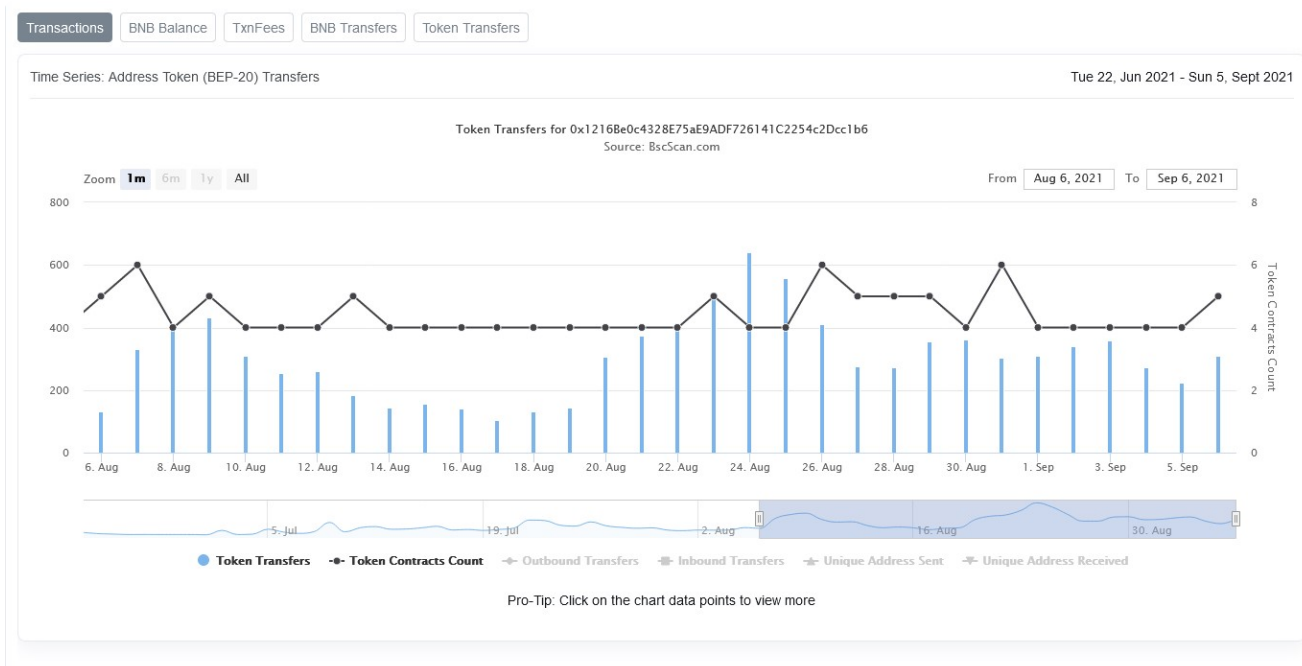 Transactions BNB Balance TxnFees BNB Transfers Token Transfers
Time Series: Address Token (BEP-20) Transfers Tue 22, Jun 2021 - Sun 5, Sept 2021
Token Transfers for 0x1216Be0c4328E75aE9ADF726141C2254c2Dcc1b6
Source: BscScan.com
Zoom 1m 6m 1y All From Aug 6, 2021 To Sep 6, 2021
800 8
600 6
400 4
200 2
0 0
Token Contracts Count
6. Aug 8. Aug 10. Aug 12. Aug 14. Aug 16. Aug 18. Aug 20. Aug 22. Aug 24. Aug 26. Aug 28. Aug 30. Aug 1. Sep 3. Sep 5. Sep
5. Jul 19. Jul 2. Aug 16. Aug 30. Aug
Token Transfers Token Contracts Count Outbound Transfers Inbound Transfers Unique Address Sent Unique Address Received
Pro-Tip: Click on the chart data points to view more